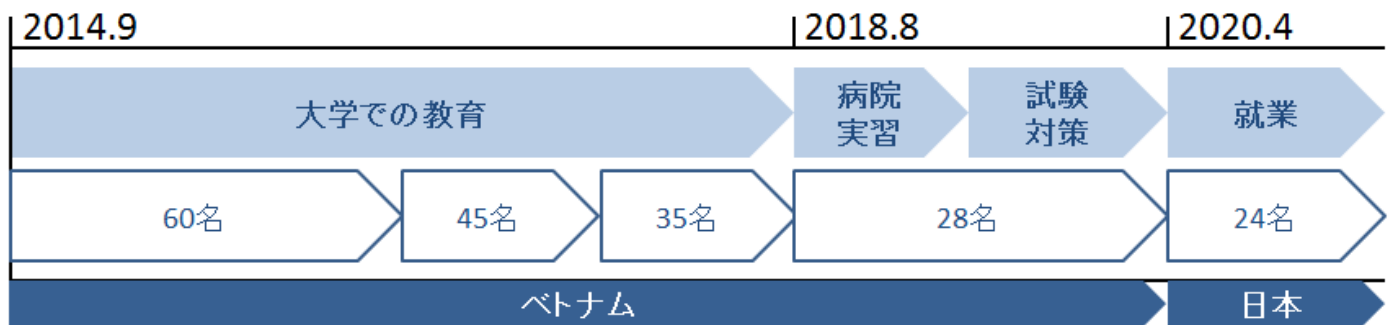 2014.9
2018.8
2020.4
大学での教育
病院
実習
試験
対策
就業
60名
45名
35名
28名
24名
ベトナム
日本